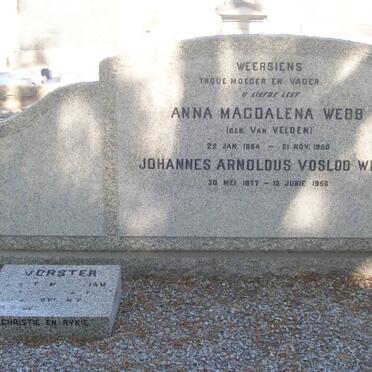 WEERSIENS
TROUE MOEDER EN VADER
U LIEFDE LEEF
ANNA MAGDALENA WEBB
(GEB. VAN VELDEN)
22 JAN. 1884 - 21 NOV. 1950
JOHANNES ARNOLDUS VOSLOO
30 MEI 1877 - 12 JUNIE 1956
VORSTER
CHRISTIE EN RYKIE